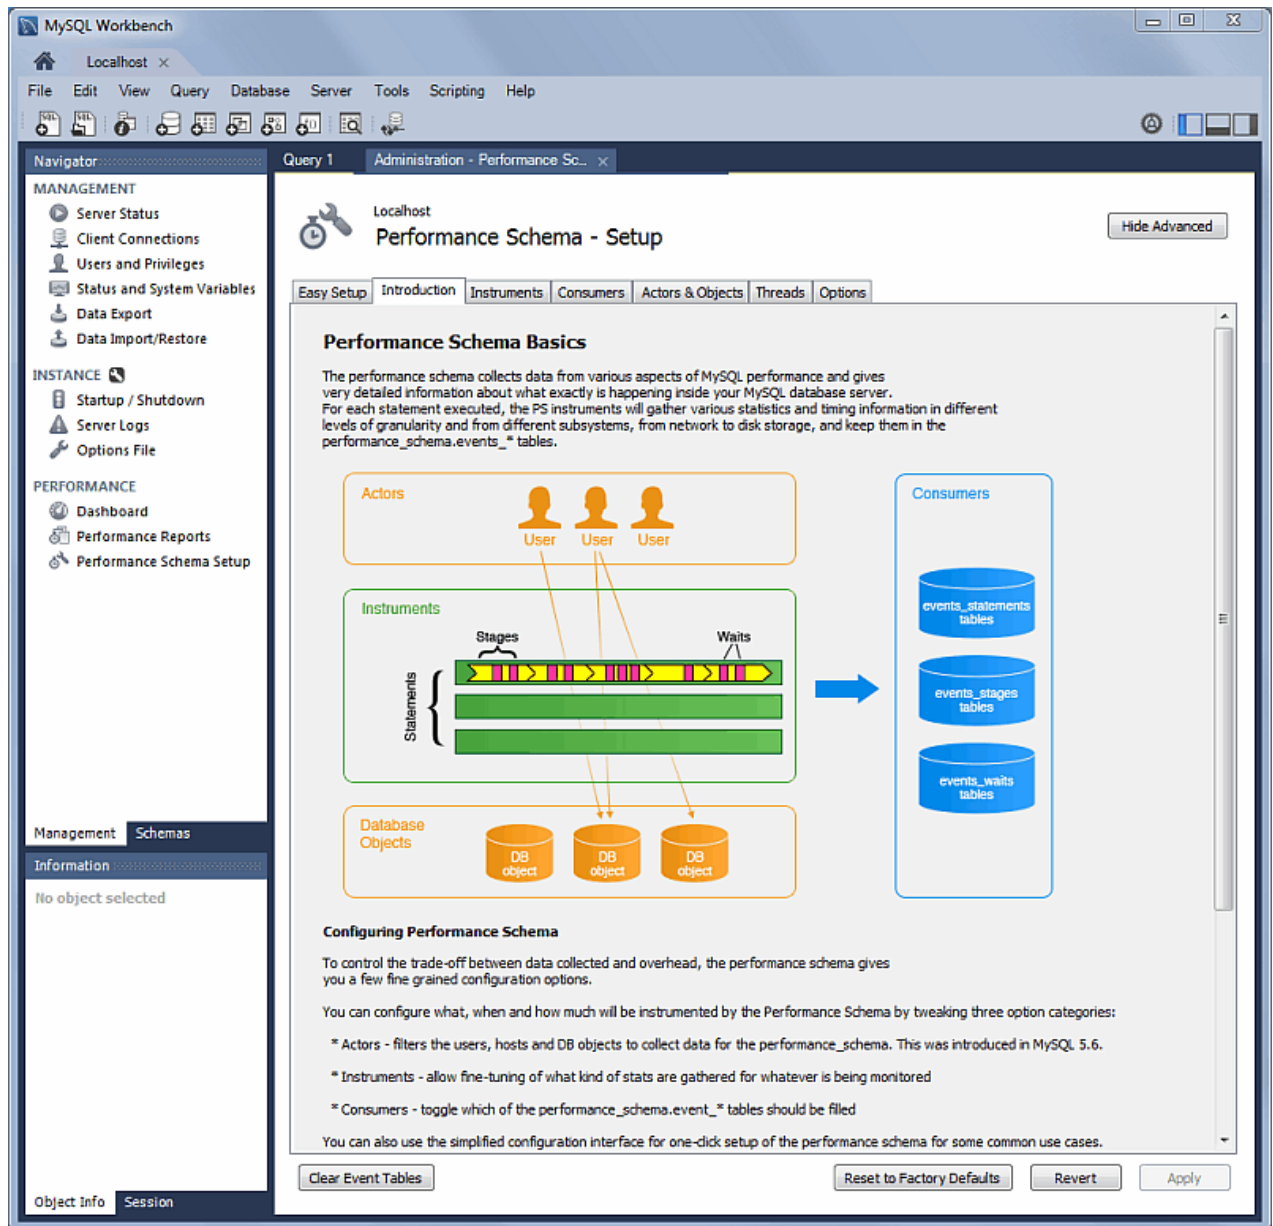 MySQL Workbench
Localhost
File Edit View Query Database Server Tools Scripting Help
Navigator
MANAGEMENT
Server Status
Client Connections
Users and Privileges
Status and System Variables
Data Export
Data Import/Restore
INSTANCE
Startup / Shutdown
Server Logs
Options File
PERFORMANCE
Dashboard
Performance Reports
Performance Schema Setup
Management Schemas
Information
No object selected
Object Info Session
Query 1 Administration - Performance Sc...
Localhost
Performance Schema - Setup
Hide Advanced
Easy Setup Introduction Instruments Consumers Actors & Objects Threads Options
Performance Schema Basics
The performance schema collects data from various aspects of MySQL performance and gives
very detailed information about what exactly is happening inside your MySQL database server.
For each statement executed, the PS instruments will gather various statistics and timing information in different
levels of granularity and from different subsystems, from network to disk storage, and keep them in the
performance_schema.events_* tables.
Actors
User User User
Instruments
Stages Waits
Statements
Database
Objects
DB
object
DB
object
DB
object
Consumers
events_statements
tables
events_stages
tables
events_waits
tables
Configuring Performance Schema
To control the trade-off between data collected and overhead, the performance schema gives
you a few fine grained configuration options.
You can configure what, when and how much will be instrumented by the Performance Schema by tweaking three option categories:
* Actors - filters the users, hosts and DB objects to collect data for the performance_schema. This was introduced in MySQL 5.6.
* Instruments - allow fine-tuning of what kind of stats are gathered for whatever is being monitored
* Consumers - toggle which of the performance_schema.event_* tables should be filled
You can also use the simplified configuration interface for one-click setup of the performance schema for some common use cases.
Clear Event Tables Reset to Factory Defaults Revert Apply